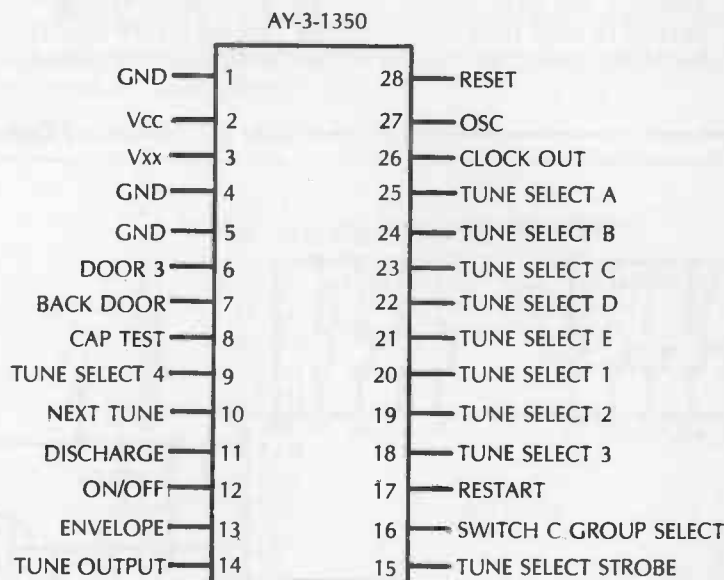 AY-3-1350
GND 1 28 RESET
Vcc 2 27 OSC
Vxx 3 26 CLOCK OUT
GND 4 25 TUNE SELECT A
GND 5 24 TUNE SELECT B
DOOR 3 6 23 TUNE SELECT C
BACK DOOR 7 22 TUNE SELECT D
CAP TEST 8 21 TUNE SELECT E
TUNE SELECT 4 9 20 TUNE SELECT 1
NEXT TUNE 10 19 TUNE SELECT 2
DISCHARGE 11 18 TUNE SELECT 3
ON/OFF 12 17 RESTART
ENVELOPE 13 16 SWITCH C GROUP SELECT
TUNE OUTPUT 14 15 TUNE SELECT STROBE